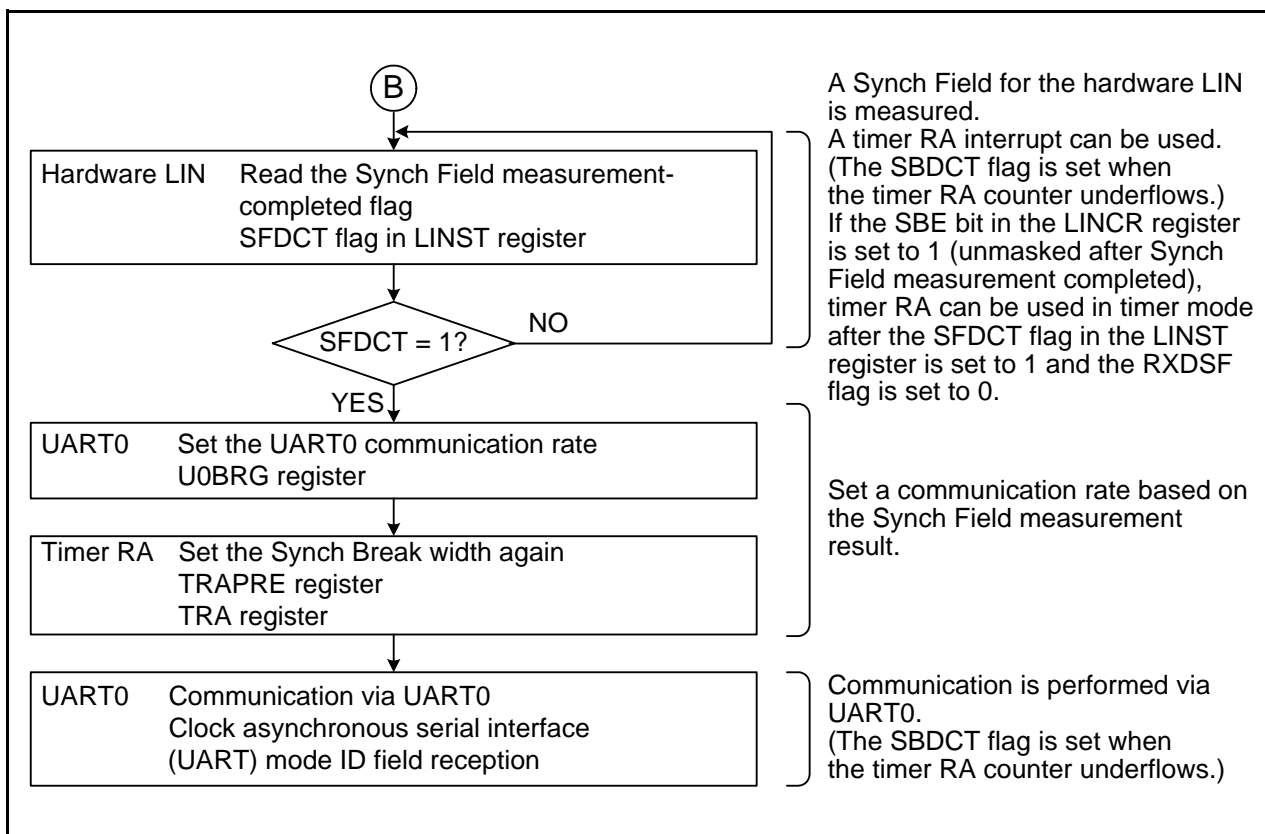 B
Hardware LIN Read the Synch Field measurement-
completed flag
SFDCT flag in LINST register
SFDCT = 1?
NO
YES
UART0 Set the UART0 communication rate
U0BRG register
Timer RA Set the Synch Break width again
TRAPRE register
TRA register
UART0 Communication via UART0
Clock asynchronous serial interface
(UART) mode ID field reception
A Synch Field for the hardware LIN
is measured.
A timer RA interrupt can be used.
(The SBDCT flag is set when
the timer RA counter underflows.)
If the SBE bit in the LINCR register
is set to 1 (unmasked after Synch
Field measurement completed),
timer RA can be used in timer mode
after the SFDCT flag in the LINST
register is set to 1 and the RXDSF
flag is set to 0.
Set a communication rate based on
the Synch Field measurement
result.
Communication is performed via
UART0.
(The SBDCT flag is set when
the timer RA counter underflows.)